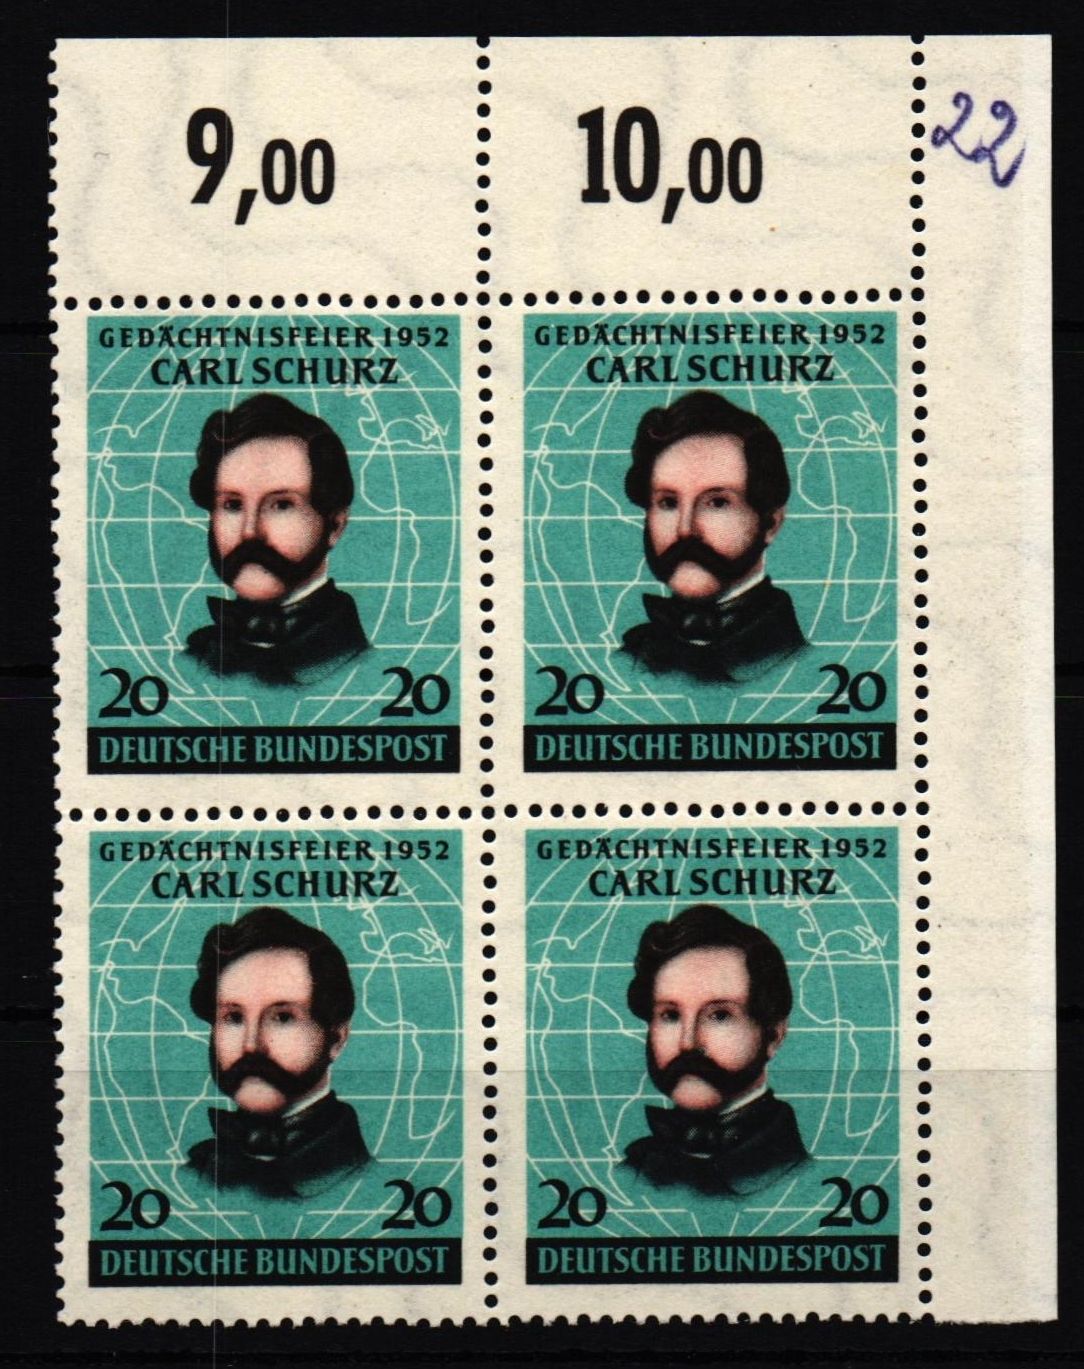 9,00 10,00 22
GEDÄCHTNISFEIER 1952 GEDÄCHTNISFEIER 1952
CARL SCHURZ CARL SCHURZ
20 20 20 20
DEUTSCHE BUNDESPOST DEUTSCHE BUNDESPOST
GEDÄCHTNISFEIER 1952 GEDÄCHTNISFEIER 1952
CARL SCHURZ CARL SCHURZ
20 20 20 20
DEUTSCHE BUNDESPOST DEUTSCHE BUNDESPOST